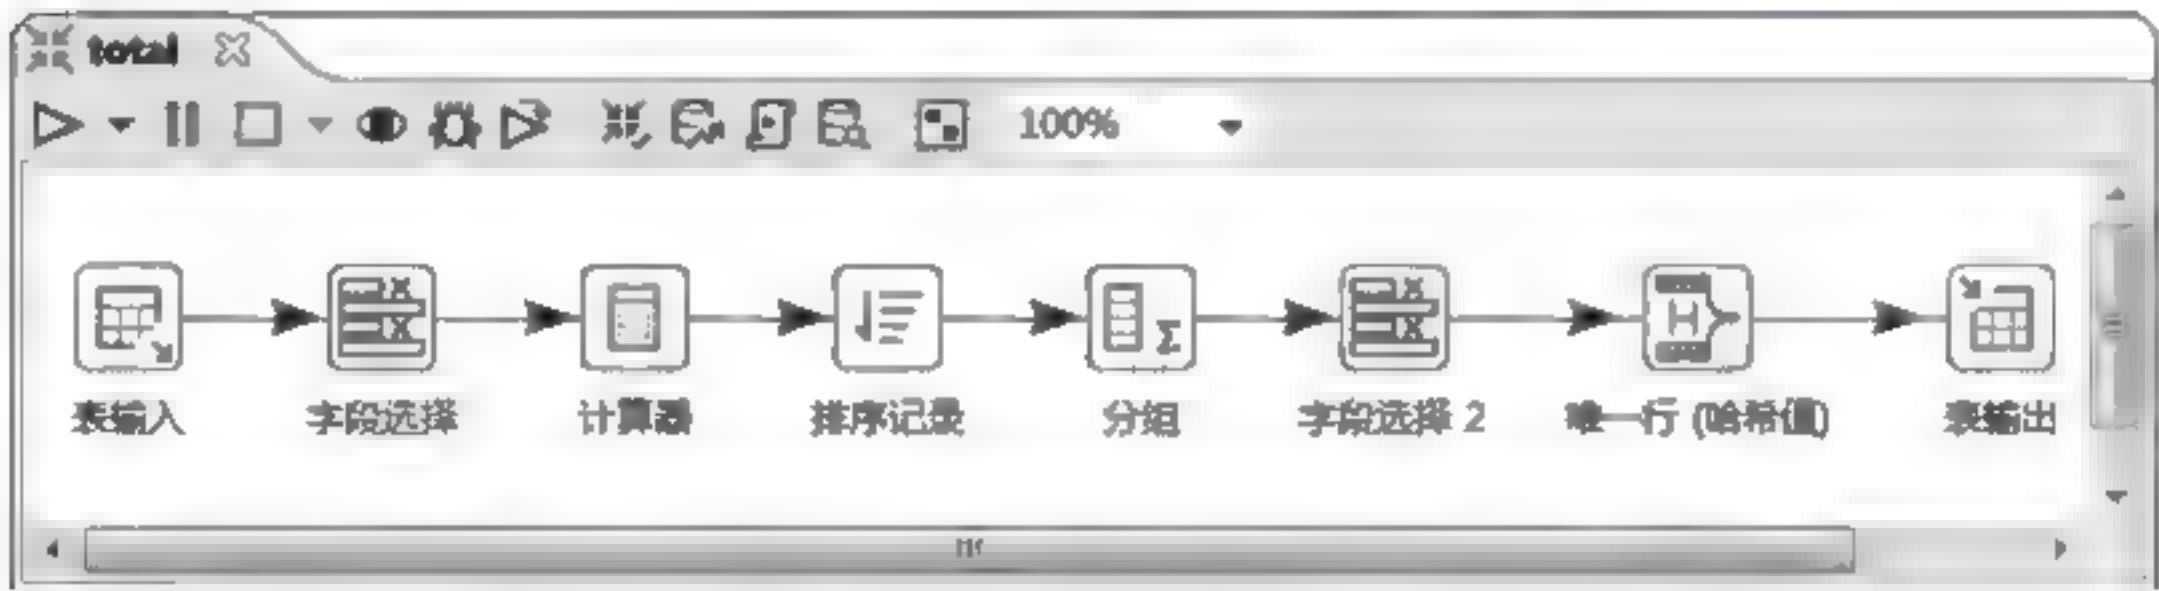 total
100%
表输入 字段选择 计算器 排序记录 分组 字段选择 2 唯一行 (哈希值) 表输出